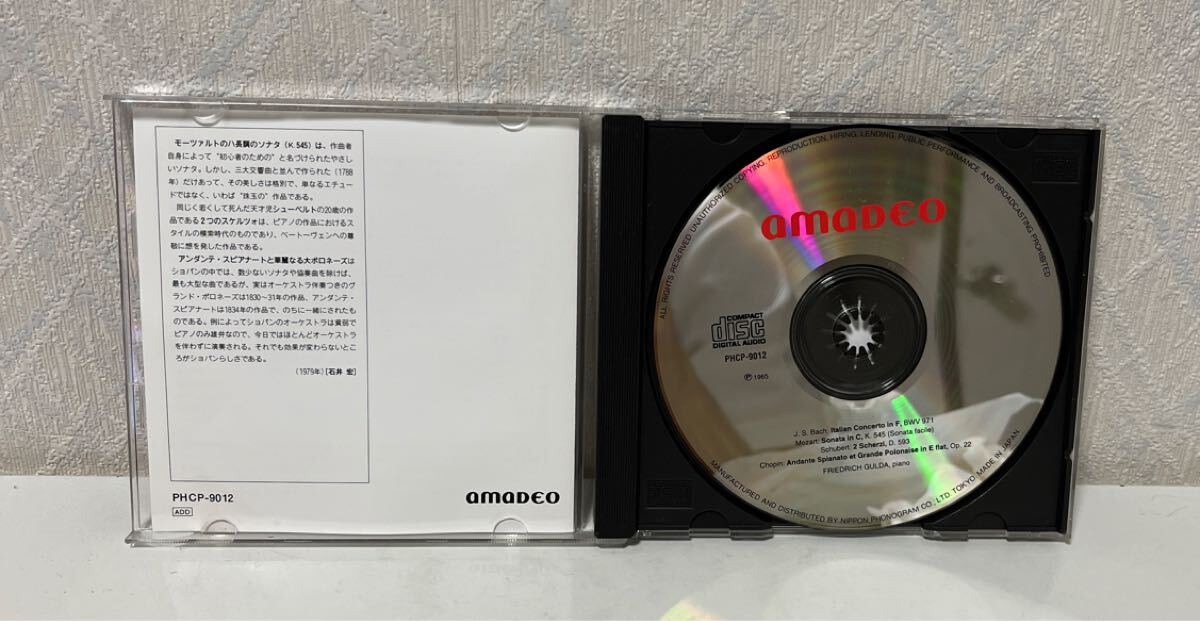 モーツァルトのハ長調のソナタ(K.545)は、作曲者
自身によって“初心者のための”と名づけられたやさし
いソナタ。しかし、三大交響曲と並んで作られた(1788
年)だけあって、その美しさは格別で、単なるエチュー
ドではなく、いわば“珠玉の”作品である。
同じく若くして死んだ天才児シューベルトの20歳の作
品である2つのスケルツォは、ピアノの作品におけるス
タイルの模索時代のものであり、ベートーヴェンへの尊
敬に想を発した作品である。
アンダンテ・スピアナートと華麗なる大ポロネーズは
ショパンの中では、数少ないソナタや協奏曲を除けば、
最も大型な曲であるが、実はオーケストラ伴奏つきのグ
ランド・ポロネーズは1830〜31年の作品、アンダンテ・
スピアナートは1834年の作品で、のちに一緒にされたも
のである。例によってショパンのオーケストラは貧弱で
ピアノのみ雄弁なので、今日ではほとんどオーケストラ
を伴わずに演奏される。それでも効果が変わらないとこ
ろがショパンらしさである。
(1979年)[石井 宏]
PHCP-9012
ADD
amadeo
ALL RIGHTS RESERVED UNAUTHORIZED COPYING, REPRODUCTION, HIRING, LENDING, PUBLIC PERFORMANCE AND BROADCASTING PROHIBITED
amadeo
COMPACT
disc
DIGITAL AUDIO
PHCP-9012
℗ 1965
J. S. Bach: Italian Concerto in F, BWV 971
Mozart: Sonata in C, K. 545 (Sonata facile)
Schubert: 2 Scherzi, D. 593
Chopin: Andante Spianato et Grande Polonaise in E flat, Op. 22
FRIEDRICH GULDA, piano
MANUFACTURED AND DISTRIBUTED BY NIPPON PHONOGRAM CO., LTD. TOKYO, MADE IN JAPAN